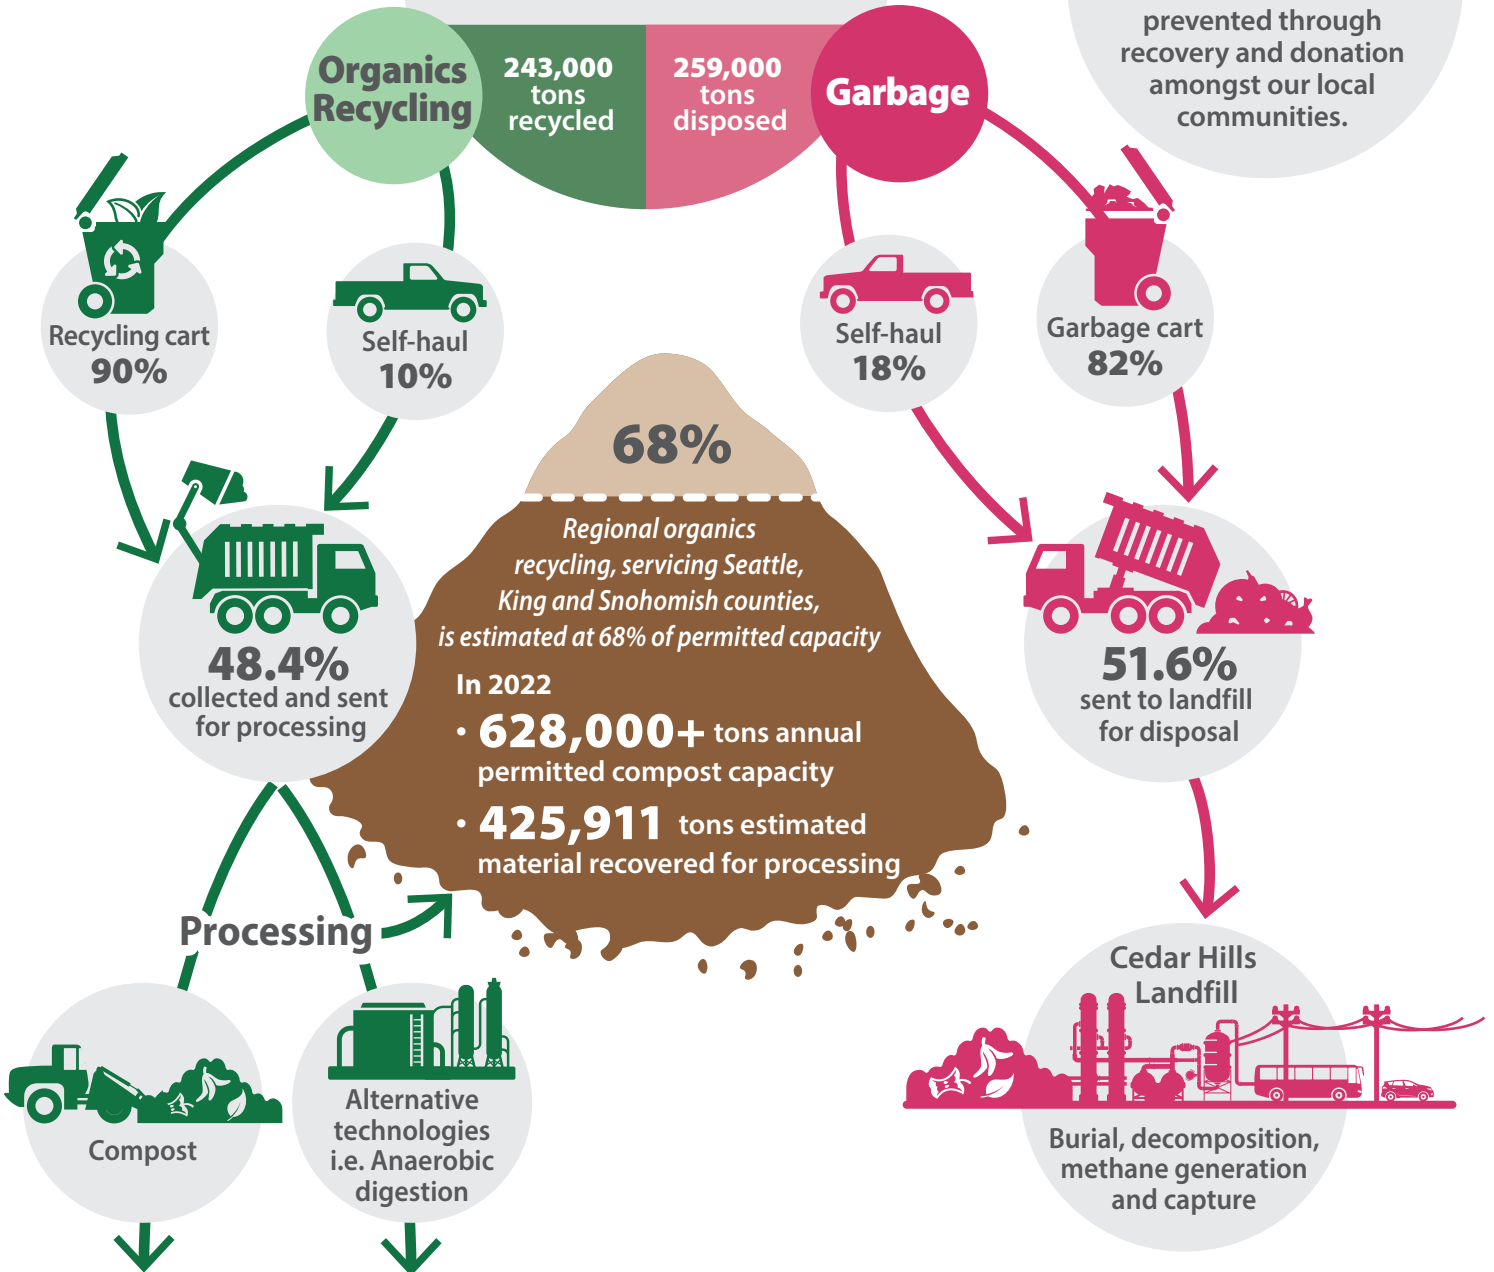 prevented through
recovery and donation
amongst our local
communities.
Organics
Recycling
243,000
tons
recycled
259,000
tons
disposed
Garbage
Recycling cart
90%
Self-haul
10%
Self-haul
18%
Garbage cart
82%
68%
Regional organics
recycling, servicing Seattle,
King and Snohomish counties,
is estimated at 68% of permitted capacity
In 2022
• 628,000+ tons annual
permitted compost capacity
• 425,911 tons estimated
material recovered for processing
48.4%
collected and sent
for processing
51.6%
sent to landfill
for disposal
Processing
Compost
Alternative
technologies
i.e. Anaerobic
digestion
Cedar Hills
Landfill
Burial, decomposition,
methane generation
and capture